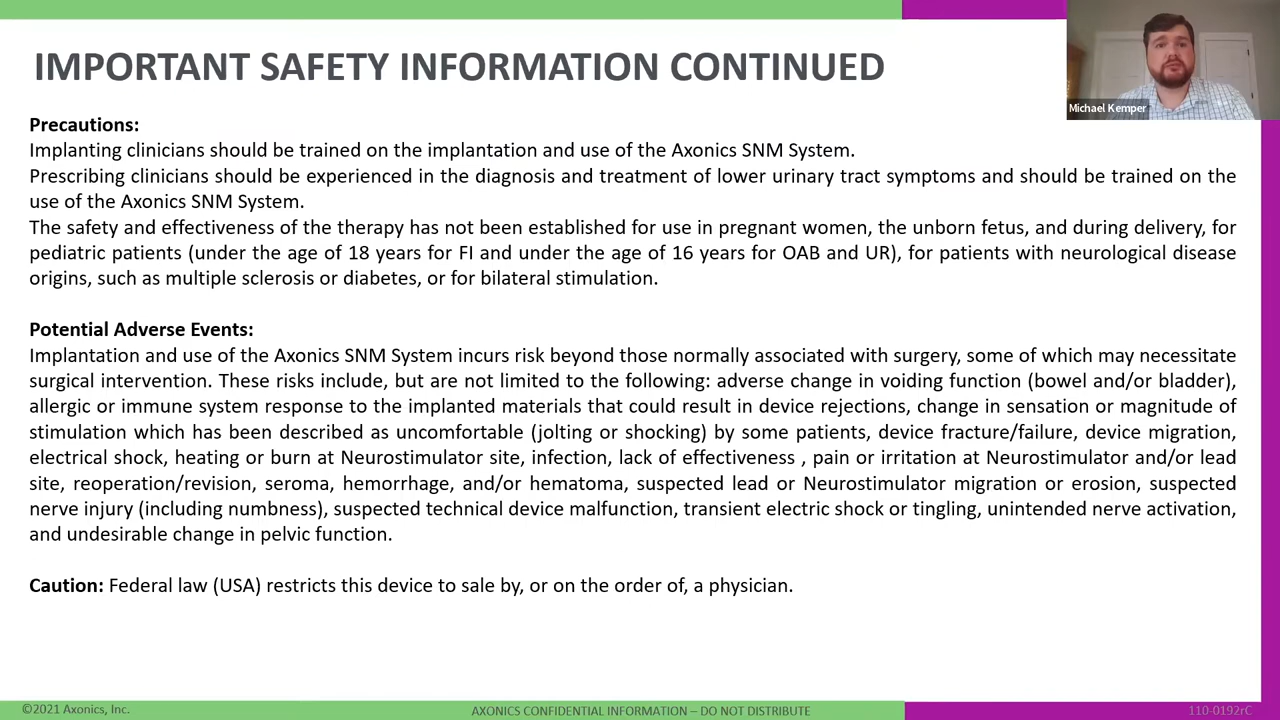 IMPORTANT SAFETY INFORMATION CONTINUED
Michael Kemper
Precautions:
Implanting clinicians should be trained on the implantation and use of the Axonics SNM System.
Prescribing clinicians should be experienced in the diagnosis and treatment of lower urinary tract symptoms and should be trained on the
use of the Axonics SNM System.
The safety and effectiveness of the therapy has not been established for use in pregnant women, the unborn fetus, and during delivery, for
pediatric patients (under the age of 18 years for FI and under the age of 16 years for OAB and UR), for patients with neurological disease
origins, such as multiple sclerosis or diabetes, or for bilateral stimulation.
Potential Adverse Events:
Implantation and use of the Axonics SNM System incurs risk beyond those normally associated with surgery, some of which may necessitate
surgical intervention. These risks include, but are not limited to the following: adverse change in voiding function (bowel and/or bladder),
allergic or immune system response to the implanted materials that could result in device rejections, change in sensation or magnitude of
stimulation which has been described as uncomfortable (jolting or shocking) by some patients, device fracture/failure, device migration,
electrical shock, heating or burn at Neurostimulator site, infection, lack of effectiveness , pain or irritation at Neurostimulator and/or lead
site, reoperation/revision, seroma, hemorrhage, and/or hematoma, suspected lead or Neurostimulator migration or erosion, suspected
nerve injury (including numbness), suspected technical device malfunction, transient electric shock or tingling, unintended nerve activation,
and undesirable change in pelvic function.
Caution: Federal law (USA) restricts this device to sale by, or on the order of, a physician.
©2021 Axonics, Inc.
AXONICS CONFIDENTIAL INFORMATION – DO NOT DISTRIBUTE
110-0192rC